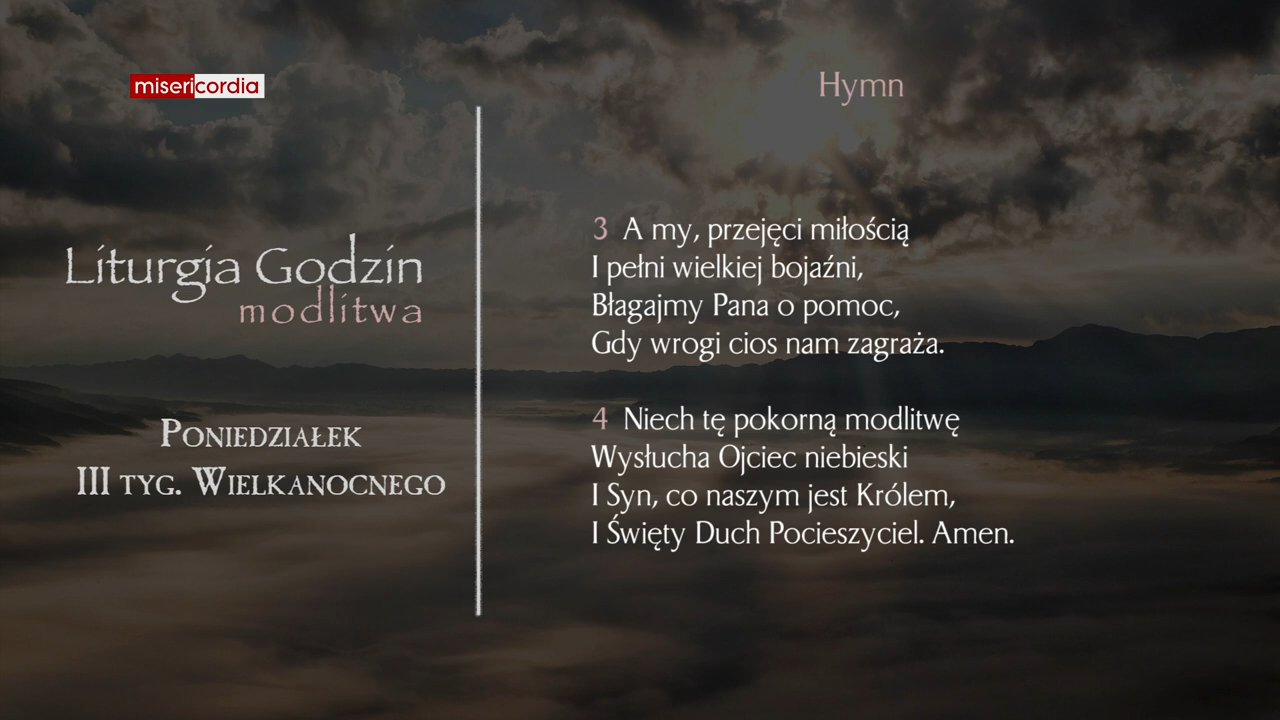 misericordia
Liturgia Godzin
modlitwa
Poniedziałek
III tyg. Wielkanocnego
Hymn
3 A my, przejęci miłością
I pełni wielkiej bojaźni,
Błagajmy Pana o pomoc,
Gdy wrogi cios nam zagraża.
4 Niech tę pokorną modlitwę
Wysłucha Ojciec niebieski
I Syn, co naszym jest Królem,
I Święty Duch Pocieszyciel. Amen.